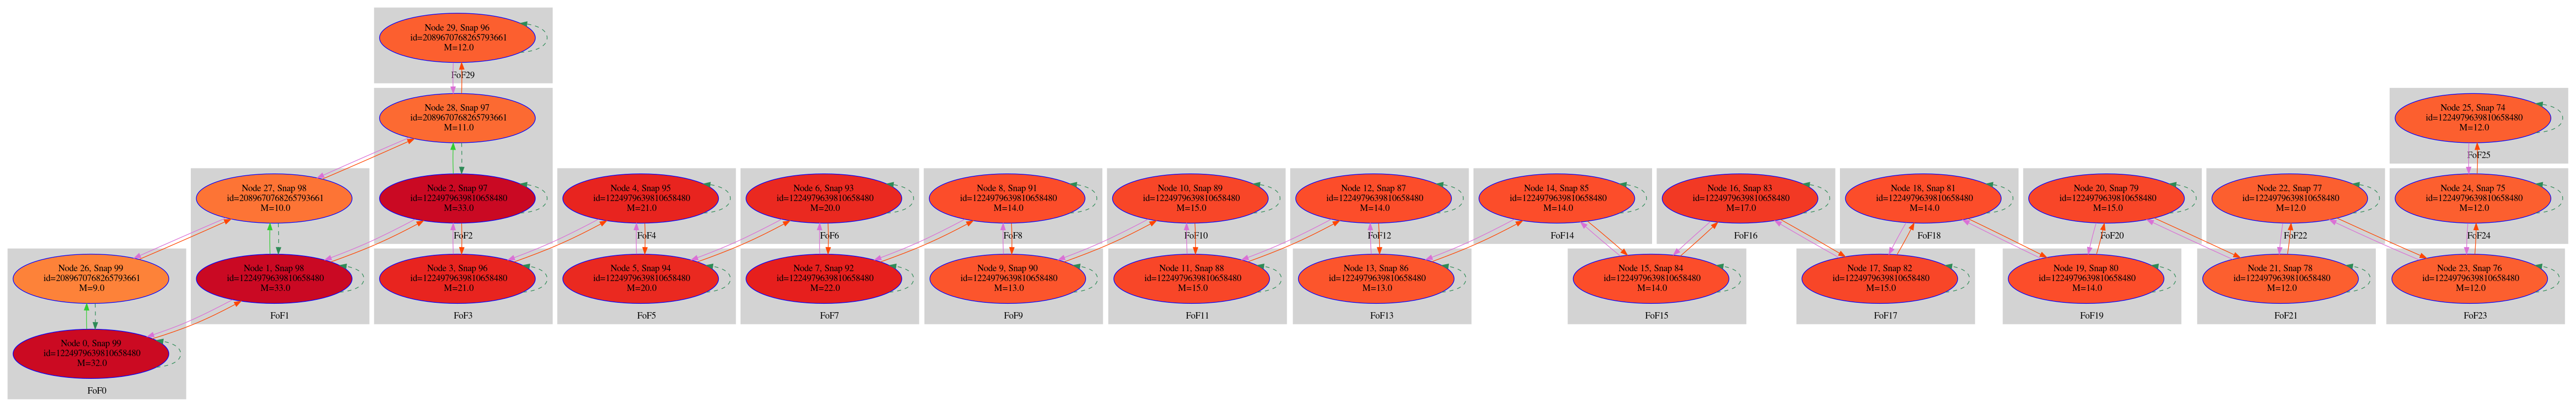 Node 29, Snap 96
id=2089670768265793661
M=12.0
FoF29
Node 28, Snap 97
id=2089670768265793661
M=11.0
Node 25, Snap 74
id=1224979639810658480
M=12.0
FoF25
Node 27, Snap 98
id=2089670768265793661
M=10.0
Node 2, Snap 97
id=1224979639810658480
M=33.0
FoF2
Node 4, Snap 95
id=1224979639810658480
M=21.0
FoF4
Node 6, Snap 93
id=1224979639810658480
M=20.0
FoF6
Node 8, Snap 91
id=1224979639810658480
M=14.0
FoF8
Node 10, Snap 89
id=1224979639810658480
M=15.0
FoF10
Node 12, Snap 87
id=1224979639810658480
M=14.0
FoF12
Node 14, Snap 85
id=1224979639810658480
M=14.0
FoF14
Node 16, Snap 83
id=1224979639810658480
M=17.0
FoF16
Node 18, Snap 81
id=1224979639810658480
M=14.0
FoF18
Node 20, Snap 79
id=1224979639810658480
M=15.0
FoF20
Node 22, Snap 77
id=1224979639810658480
M=12.0
FoF22
Node 24, Snap 75
id=1224979639810658480
M=12.0
FoF24
Node 26, Snap 99
id=2089670768265793661
M=9.0
Node 1, Snap 98
id=1224979639810658480
M=33.0
FoF1
Node 3, Snap 96
id=1224979639810658480
M=21.0
FoF3
Node 5, Snap 94
id=1224979639810658480
M=20.0
FoF5
Node 7, Snap 92
id=1224979639810658480
M=22.0
FoF7
Node 9, Snap 90
id=1224979639810658480
M=13.0
FoF9
Node 11, Snap 88
id=1224979639810658480
M=15.0
FoF11
Node 13, Snap 86
id=1224979639810658480
M=13.0
FoF13
Node 15, Snap 84
id=1224979639810658480
M=14.0
FoF15
Node 17, Snap 82
id=1224979639810658480
M=15.0
FoF17
Node 19, Snap 80
id=1224979639810658480
M=14.0
FoF19
Node 21, Snap 78
id=1224979639810658480
M=12.0
FoF21
Node 23, Snap 76
id=1224979639810658480
M=12.0
FoF23
Node 0, Snap 99
id=1224979639810658480
M=32.0
FoF0